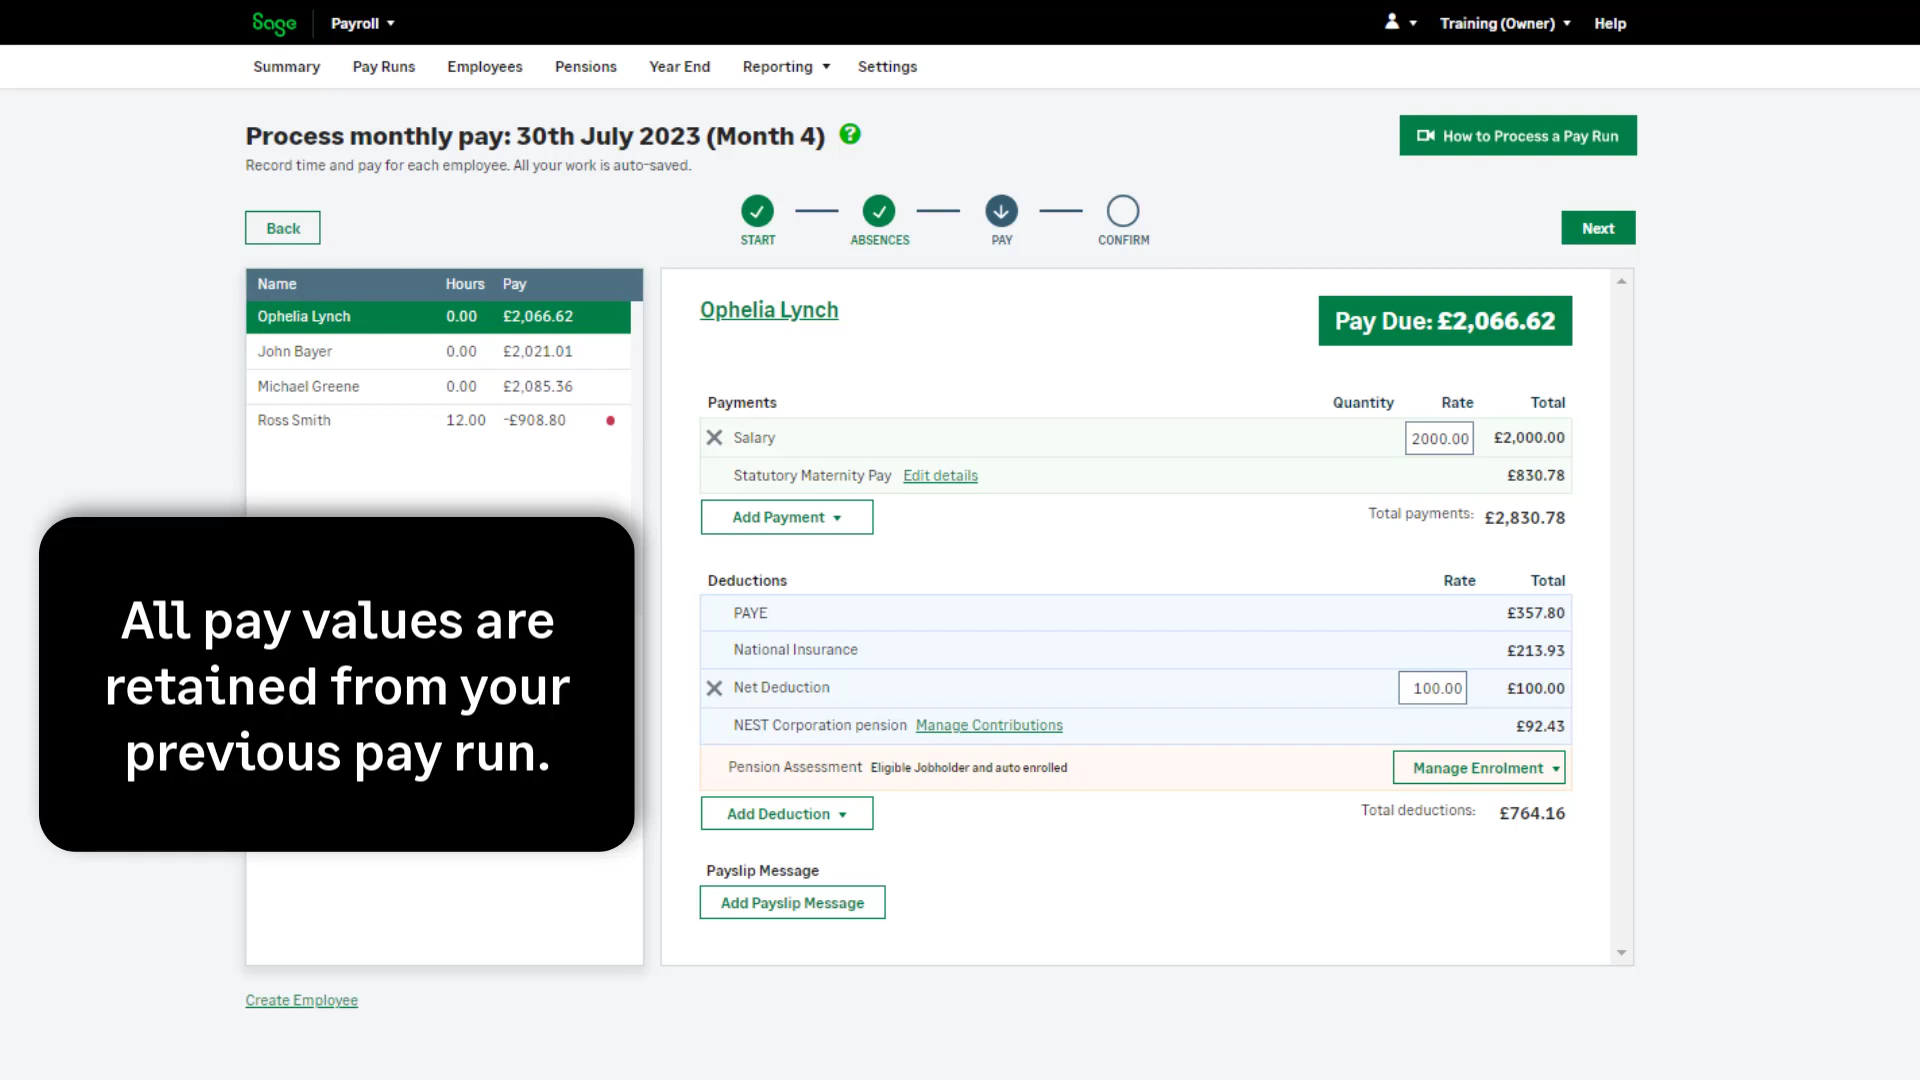 Sage
Payroll
Training (Owner)
Help
Summary
Pay Runs
Employees
Pensions
Year End
Reporting
Settings
Process monthly pay: 30th July 2023 (Month 4) ?
Record time and pay for each employee. All your work is auto-saved.
How to Process a Pay Run
Back
START
ABSENCES
PAY
CONFIRM
Next
Name Hours Pay
Ophelia Lynch 0.00 £2,066.62
John Bayer 0.00 £2,021.01
Michael Greene 0.00 £2,085.36
Ross Smith 12.00 -£908.80
All pay values are
retained from your
previous pay run.
Ophelia Lynch
Pay Due: £2,066.62
Payments Quantity Rate Total
Salary 2000.00 £2,000.00
Statutory Maternity Pay Edit details £830.78
Add Payment
Total payments: £2,830.78
Deductions Rate Total
PAYE £357.80
National Insurance £213.93
Net Deduction 100.00 £100.00
NEST Corporation pension Manage Contributions £92.43
Pension Assessment Eligible Jobholder and auto enrolled Manage Enrolment
Add Deduction
Total deductions: £764.16
Payslip Message
Add Payslip Message
Create Employee